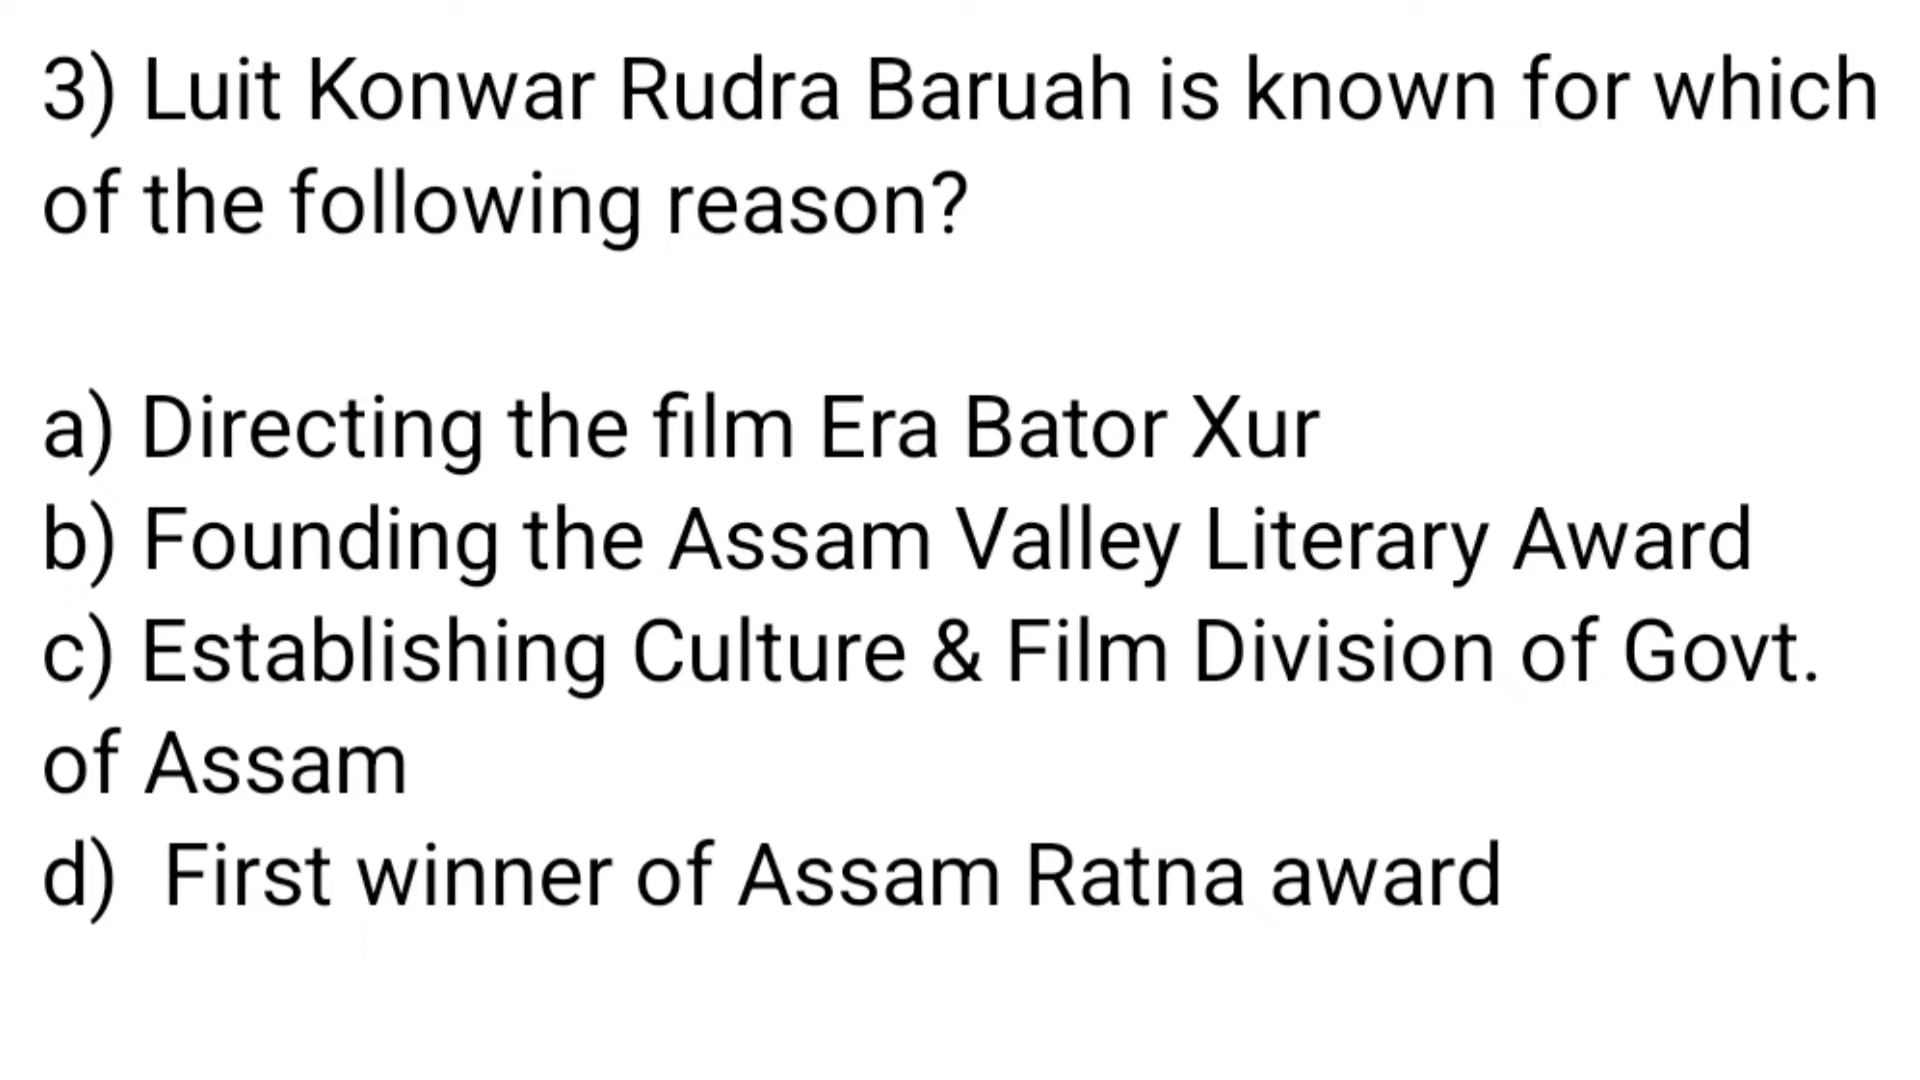 3) Luit Konwar Rudra Baruah is known for which
of the following reason?
a) Directing the film Era Bator Xur
b) Founding the Assam Valley Literary Award
c) Establishing Culture & Film Division of Govt.
of Assam
d) First winner of Assam Ratna award